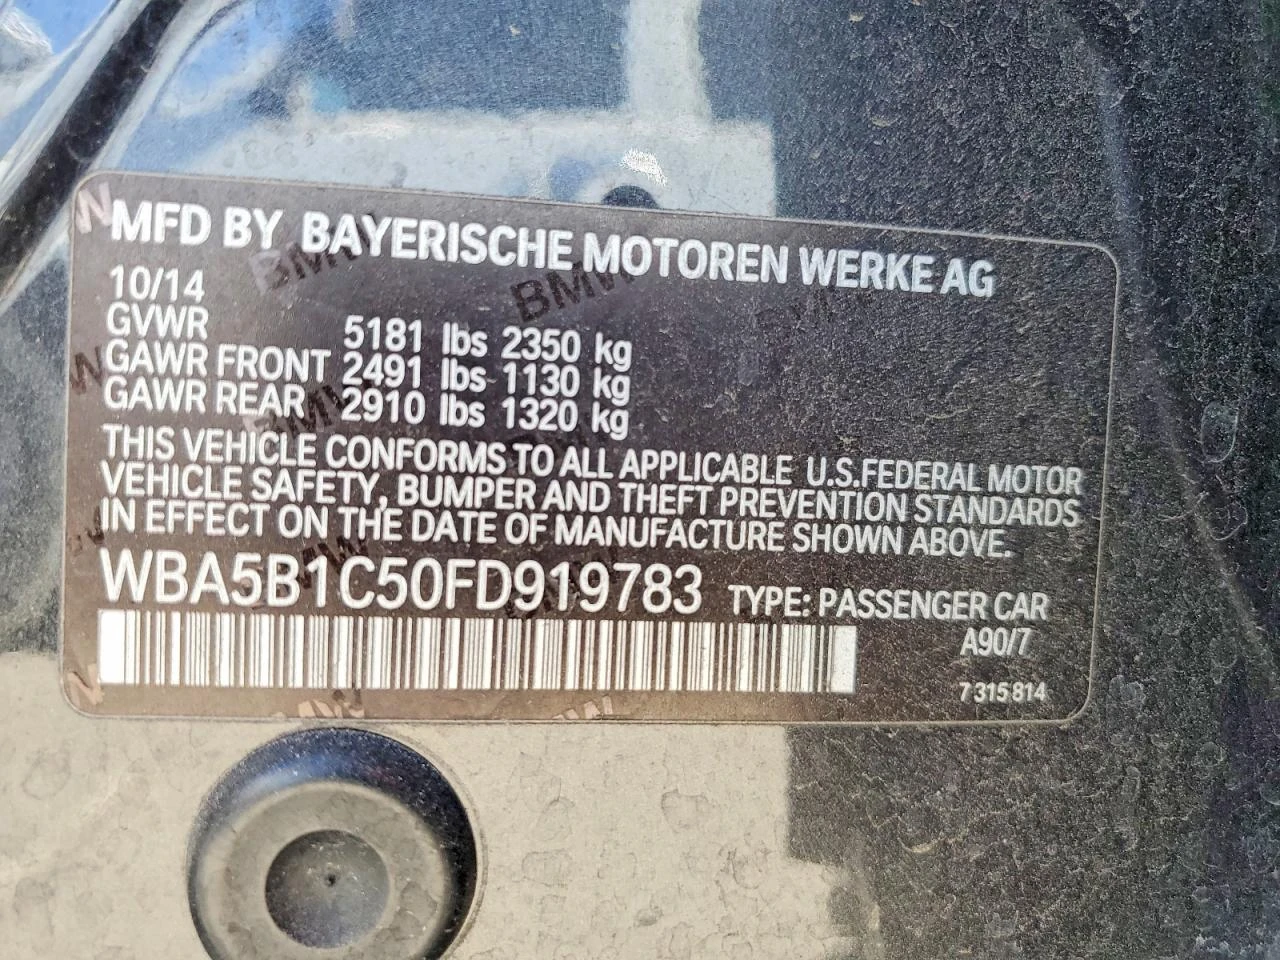 MFD BY BAYERISCHE MOTOREN WERKE AG
10/14
GVWR 5181 lbs 2350 kg
GAWR FRONT 2491 lbs 1130 kg
GAWR REAR 2910 lbs 1320 kg
THIS VEHICLE CONFORMS TO ALL APPLICABLE U.S.FEDERAL MOTOR
VEHICLE SAFETY, BUMPER AND THEFT PREVENTION STANDARDS
IN EFFECT ON THE DATE OF MANUFACTURE SHOWN ABOVE.
WBA5B1C50FD919783 TYPE: PASSENGER CAR
A90/7
7 315 814